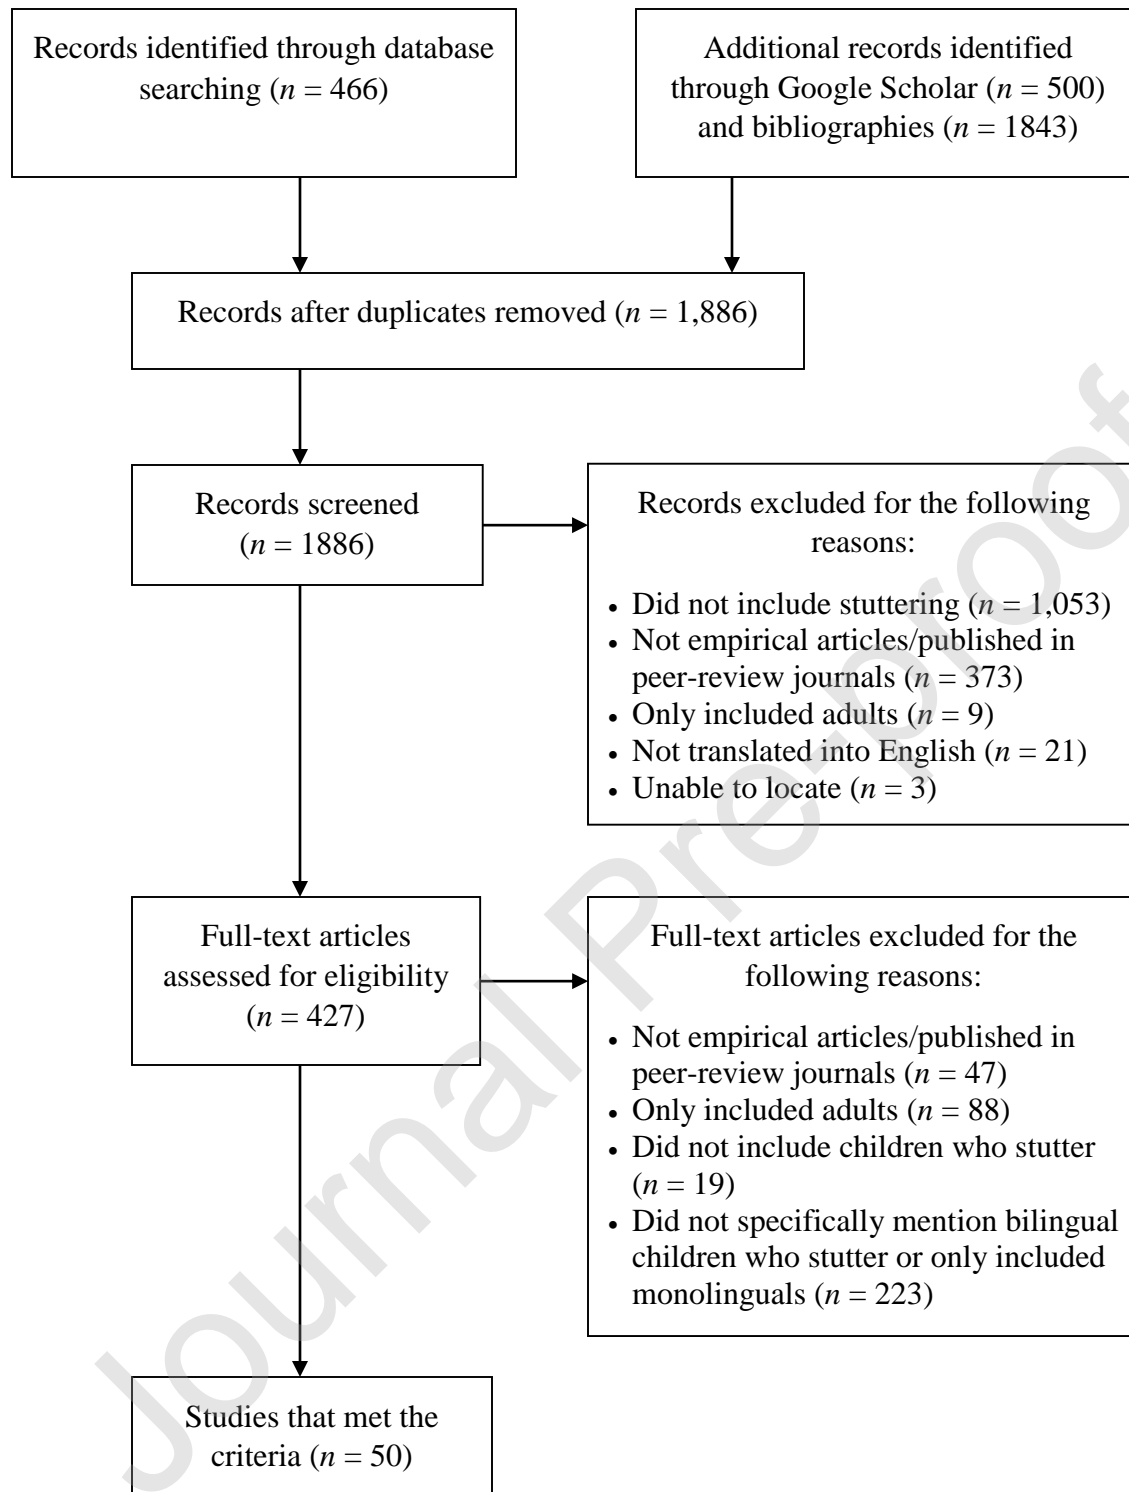 Records identified through database
searching (n = 466)
Additional records identified
through Google Scholar (n = 500)
and bibliographies (n = 1843)
Records after duplicates removed (n = 1,886)
Records screened
(n = 1886)
Records excluded for the following
reasons:
• Did not include stuttering (n = 1,053)
• Not empirical articles/published in
peer-review journals (n = 373)
• Only included adults (n = 9)
• Not translated into English (n = 21)
• Unable to locate (n = 3)
Full-text articles
assessed for eligibility
(n = 427)
Full-text articles excluded for the
following reasons:
• Not empirical articles/published in
peer-review journals (n = 47)
• Only included adults (n = 88)
• Did not include children who stutter
(n = 19)
• Did not specifically mention bilingual
children who stutter or only included
monolinguals (n = 223)
Studies that met the
criteria (n = 50)
Journal Pre-proof